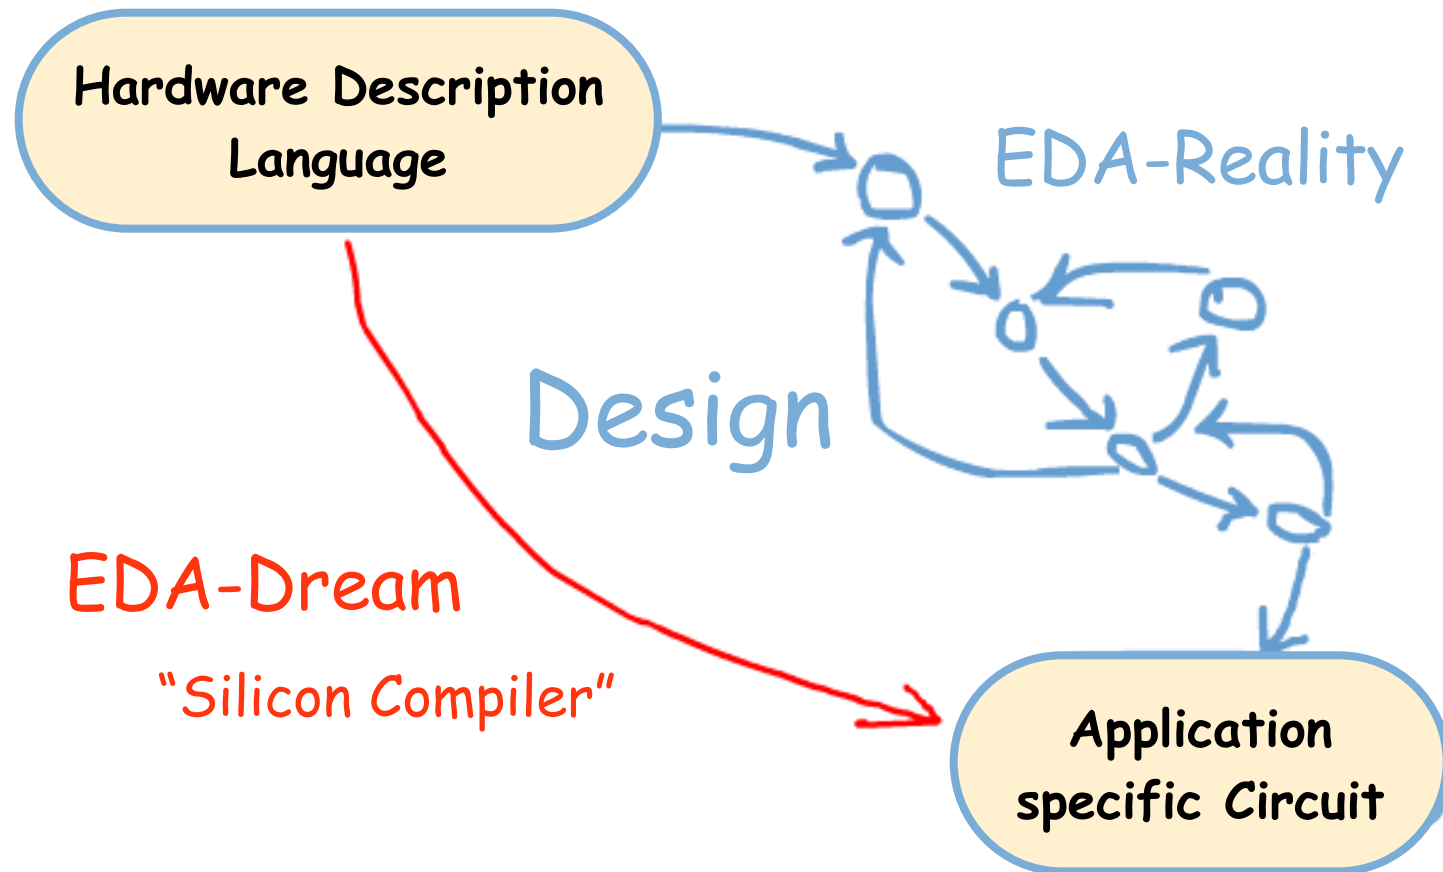 Hardware Description
Language
EDA-Reality
Design
EDA-Dream
“Silicon Compiler”
Application
specific Circuit